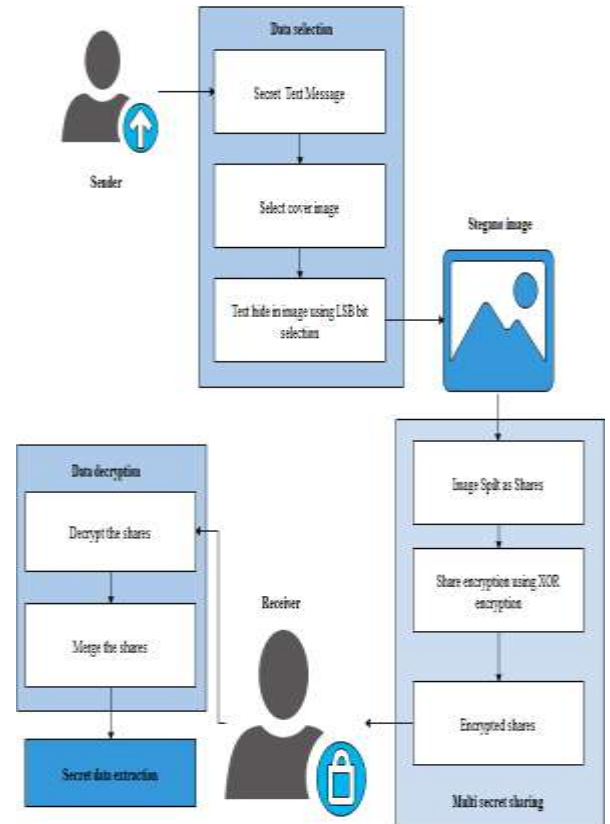 Data selection
Secret Text Message
Sender
Select cover image
Text hide in image using LSB bit
selection
Stegano image
Image Spilt as Shares
Share encryption using XOR
encryption
Encrypted shares
Multi secret sharing
Receiver
Data decryption
Decrypt the shares
Merge the shares
Secret data extraction